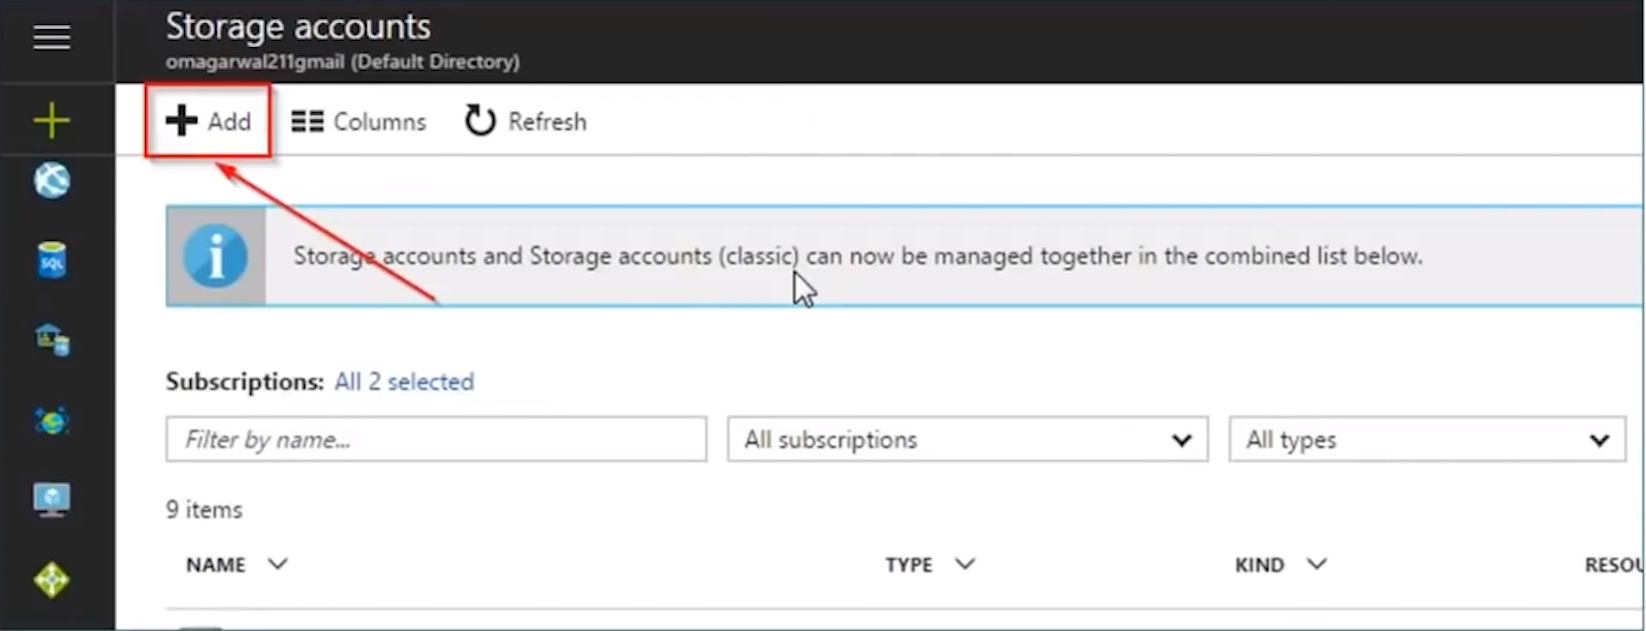 Storage accounts
omagarwal211gmail (Default Directory)
Add Columns Refresh
Storage accounts and Storage accounts (classic) can now be managed together in the combined list below.
SQL
Subscriptions: All 2 selected
Filter by name... All subscriptions All types
9 items
NAME TYPE KIND RESOU